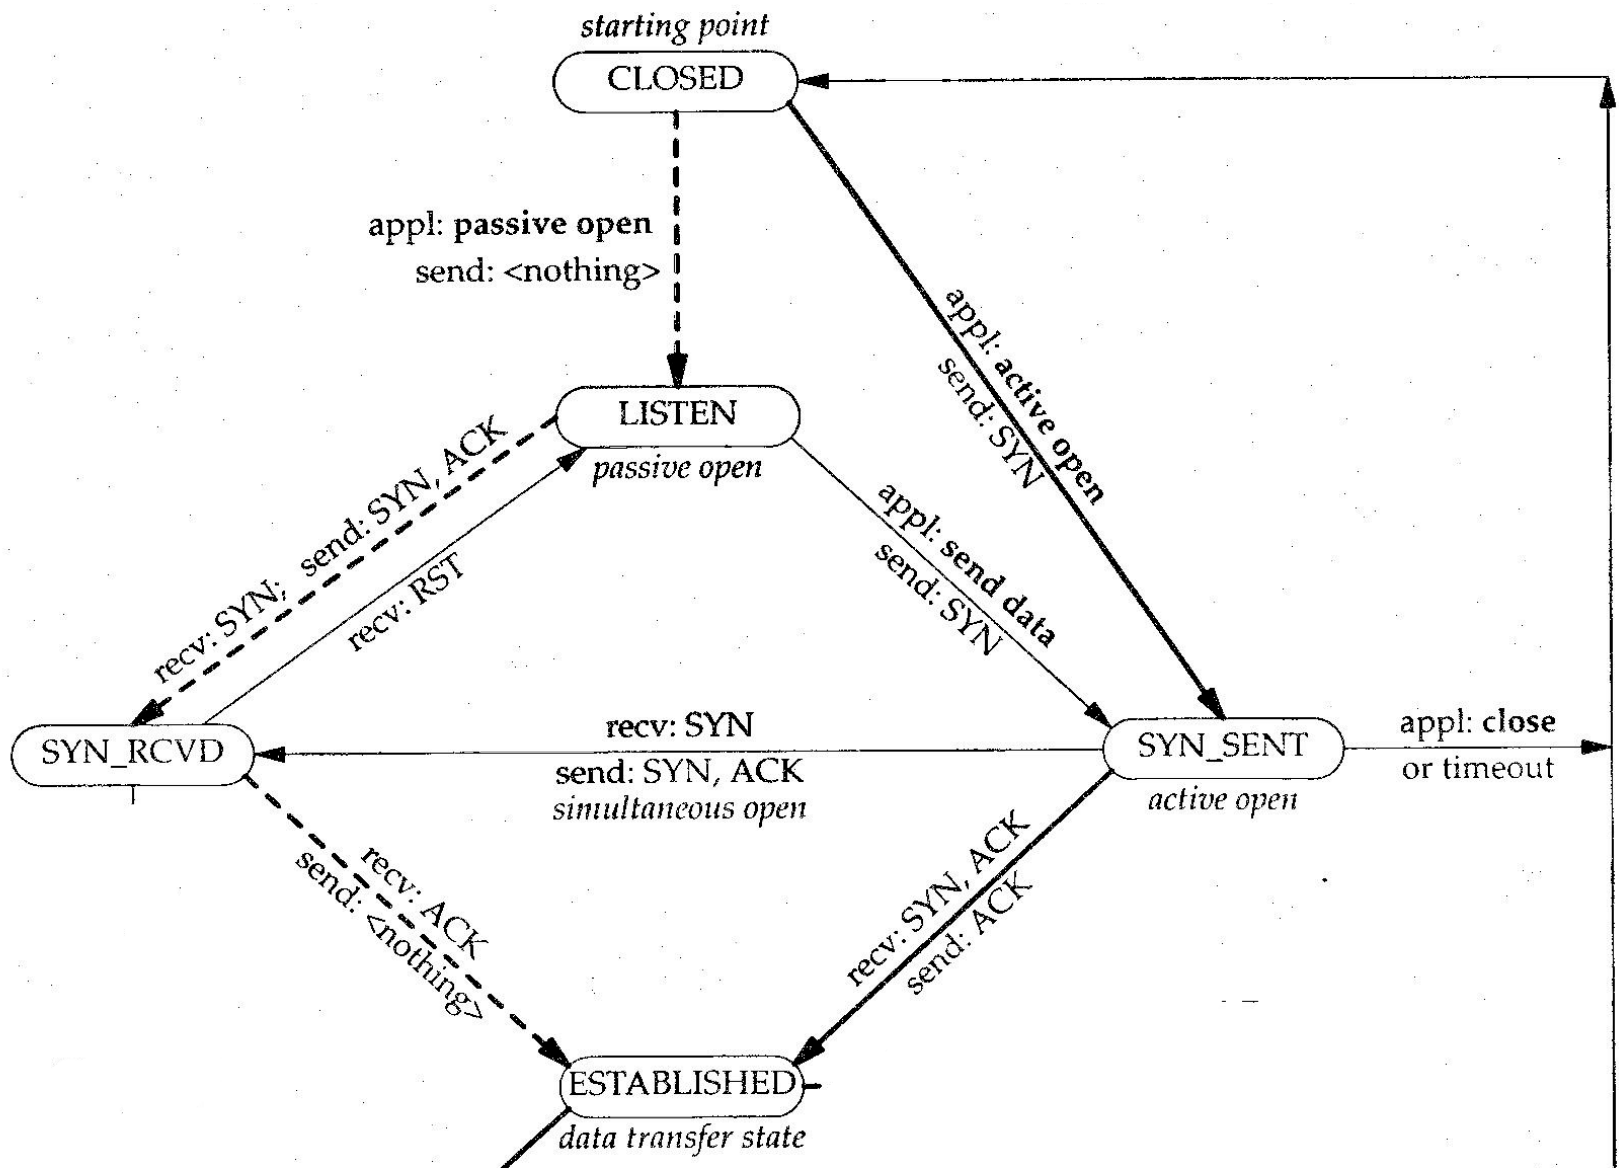 starting point
CLOSED
appl: passive open
send: <nothing>
appl: active open
send: SYN
LISTEN
passive open
recv: SYN; send: SYN, ACK
recv: RST
appl: send data
send: SYN
SYN_RCVD
recv: SYN
send: SYN, ACK
simultaneous open
SYN_SENT
active open
appl: close
or timeout
recv: ACK
send: <nothing>
recv: SYN, ACK
send: ACK
ESTABLISHED
data transfer state